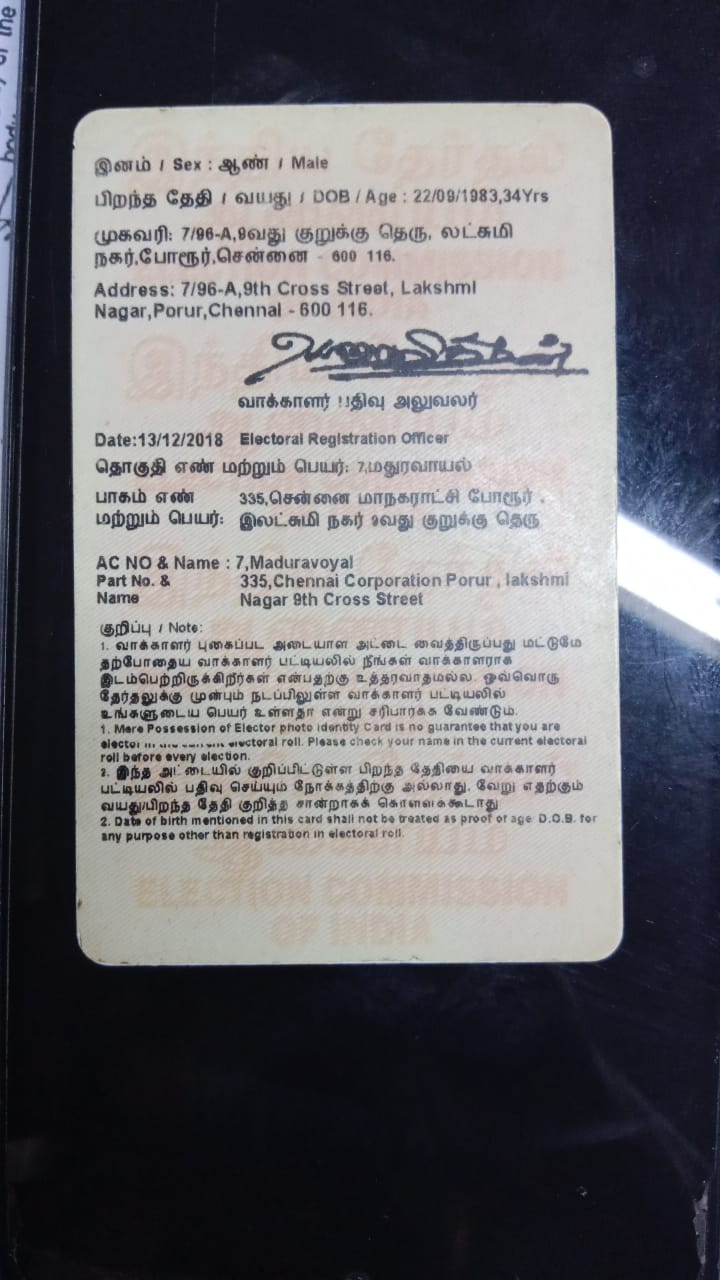 இனம் / Sex : ஆண் / Male
பிறந்த தேதி / வயது / DOB / Age : 22/09/1983,34Yrs
முகவரி: 7/96-A,9வது குறுக்கு தெரு, லட்சுமி
நகர்,போரூர்,சென்னை - 600 116.
Address: 7/96-A,9th Cross Street, Lakshmi
Nagar,Porur,Chennai - 600 116.
வாக்காளர் பதிவு அலுவலர்
Date:13/12/2018 Electoral Registration Officer
தொகுதி எண் மற்றும் பெயர்: 7,மதுரவாயல்
பாகம் எண் 335,சென்னை மாநகராட்சி போரூர் ,
மற்றும் பெயர்: இலட்சுமி நகர் 9வது குறுக்கு தெரு
AC NO & Name : 7,Maduravoyal
Part No. & 335,Chennai Corporation Porur , lakshmi
Name Nagar 9th Cross Street
குறிப்பு / Note:
1. வாக்காளர் புகைப்பட அடையாள அட்டை வைத்திருப்பது மட்டுமே
தற்போதைய வாக்காளர் பட்டியலில் நீங்கள் வாக்காளராக
இடம்பெற்றிருக்கிறீர்கள் என்பதற்கு உத்தரவாதமல்ல. ஒவ்வொரு
தேர்தலுக்கு முன்பும் நடப்பிலுள்ள வாக்காளர் பட்டியலில்
உங்களுடைய பெயர் உள்ளதா என்று சரிபார்க்க வேண்டும்.
1. Mere Possession of Elector photo identity Card is no guarantee that you are
elector in the current electoral roll. Please check your name in the current electoral
roll before every election.
2. இந்த அட்டையில் குறிப்பிட்டுள்ள பிறந்த தேதியை வாக்காளர்
பட்டியலில் பதிவு செய்யும் நோக்கத்திற்கு அல்லாது, வேறு எதற்கும்
வயது/பிறந்த தேதி குறித்த சான்றாகக் கொள்ளக்கூடாது
2. Date of birth mentioned in this card shall not be treated as proof of age D.O.B. for
any purpose other than registration in electoral roll.
ELECTION COMMISSION
OF INDIA